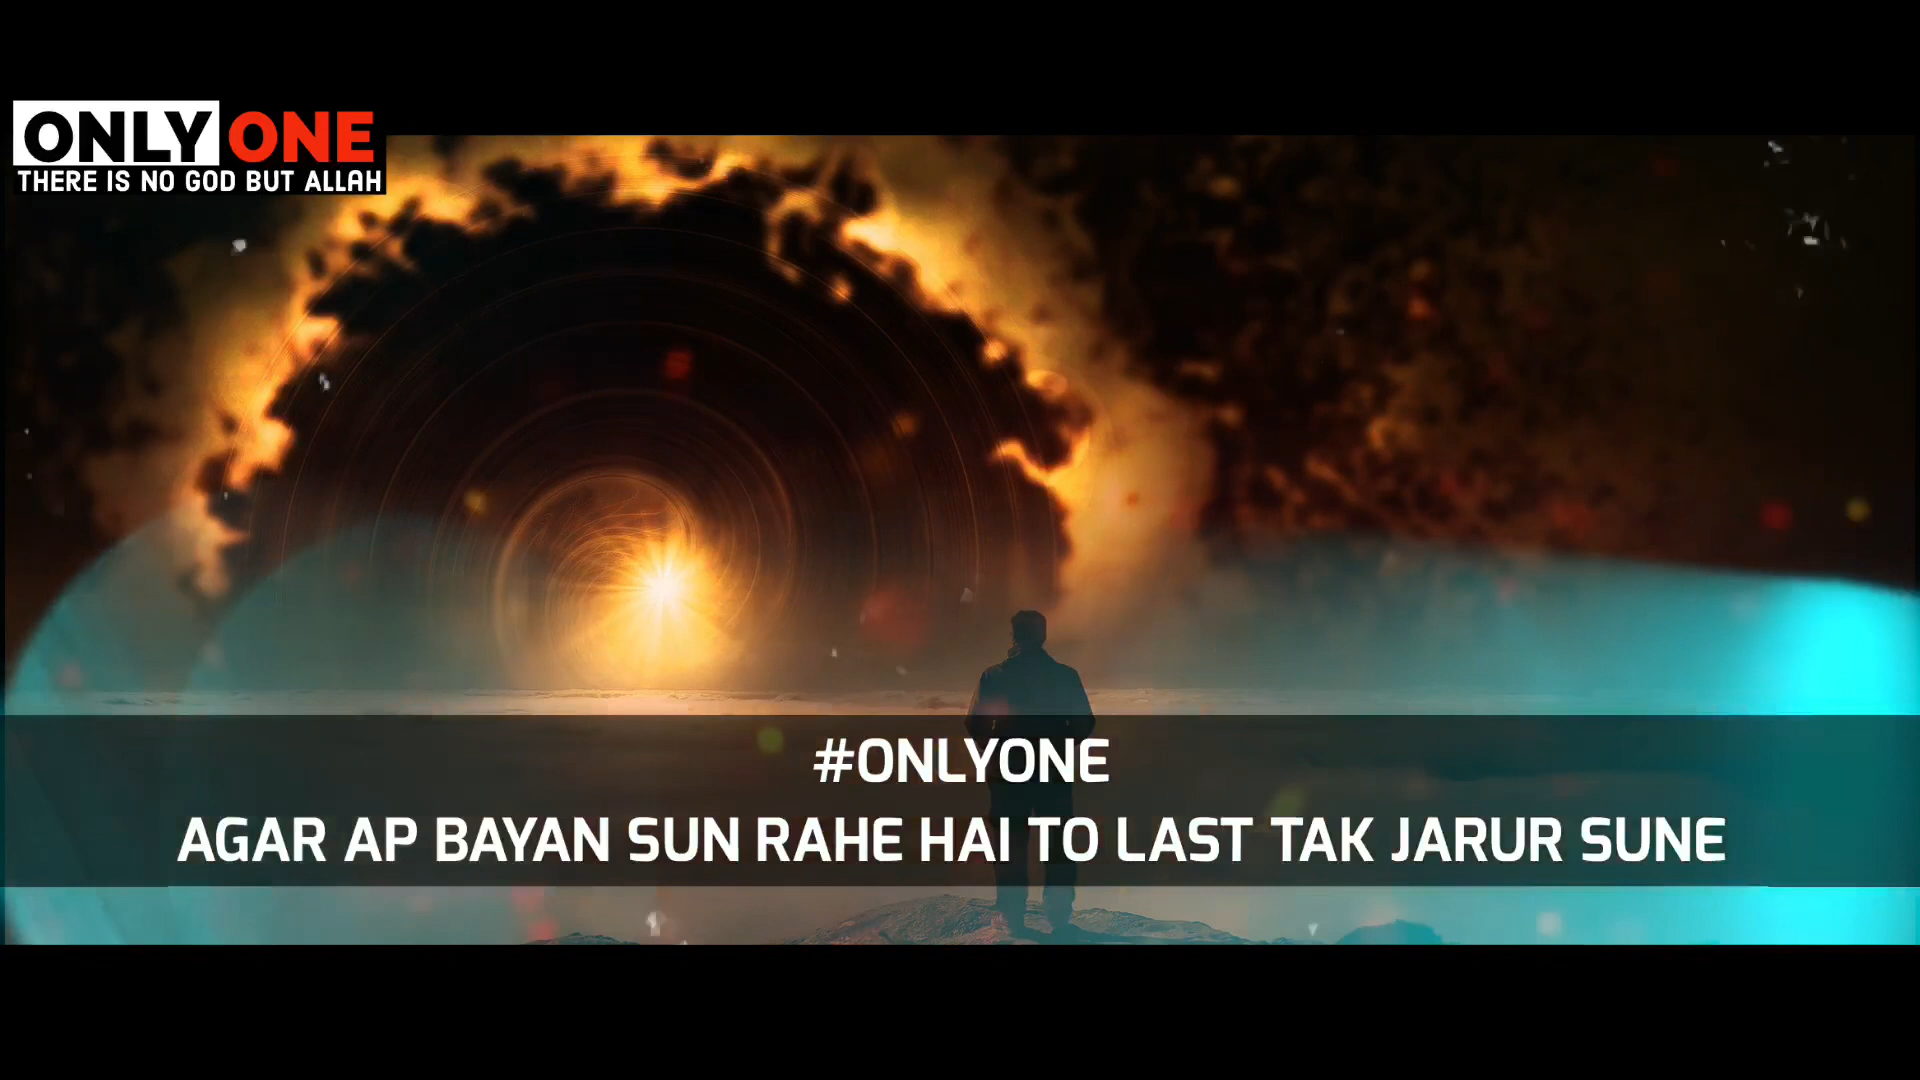 ONLY ONE
THERE IS NO GOD BUT ALLAH
#ONLYONE
AGAR AP BAYAN SUN RAHE HAI TO LAST TAK JARUR SUNE